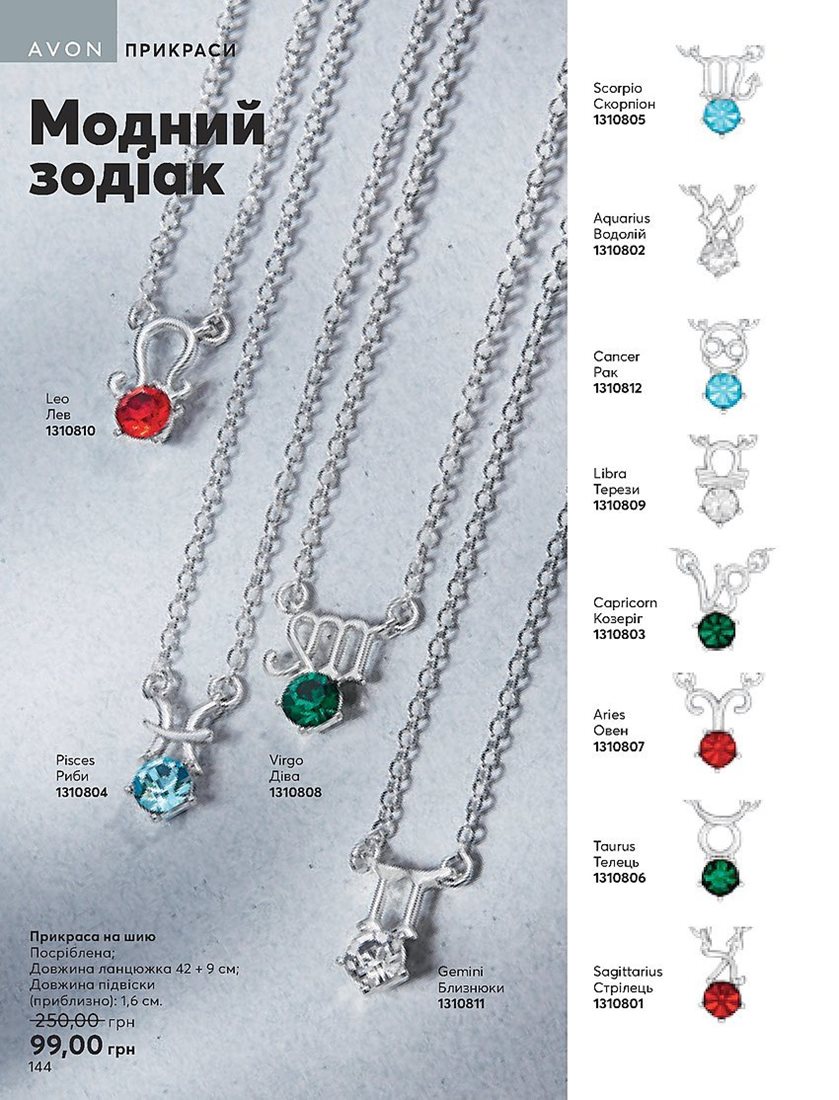 AVON ПРИКРАСИ
Модний
зодіак
Leo
Лев
1310810
Pisces
Риби
1310804
Virgo
Діва
1310808
Gemini
Близнюки
1310811
Прикраса на шию
Посріблена;
Довжина ланцюжка 42 + 9 см;
Довжина підвіски
(приблизно): 1,6 см.
250,00 грн
99,00 грн
144
Scorpio
Скорпіон
1310805
Aquarius
Водолій
1310802
Cancer
Рак
1310812
Libra
Терези
1310809
Capricorn
Козеріг
1310803
Aries
Овен
1310807
Taurus
Телець
1310806
Sagittarius
Стрілець
1310801